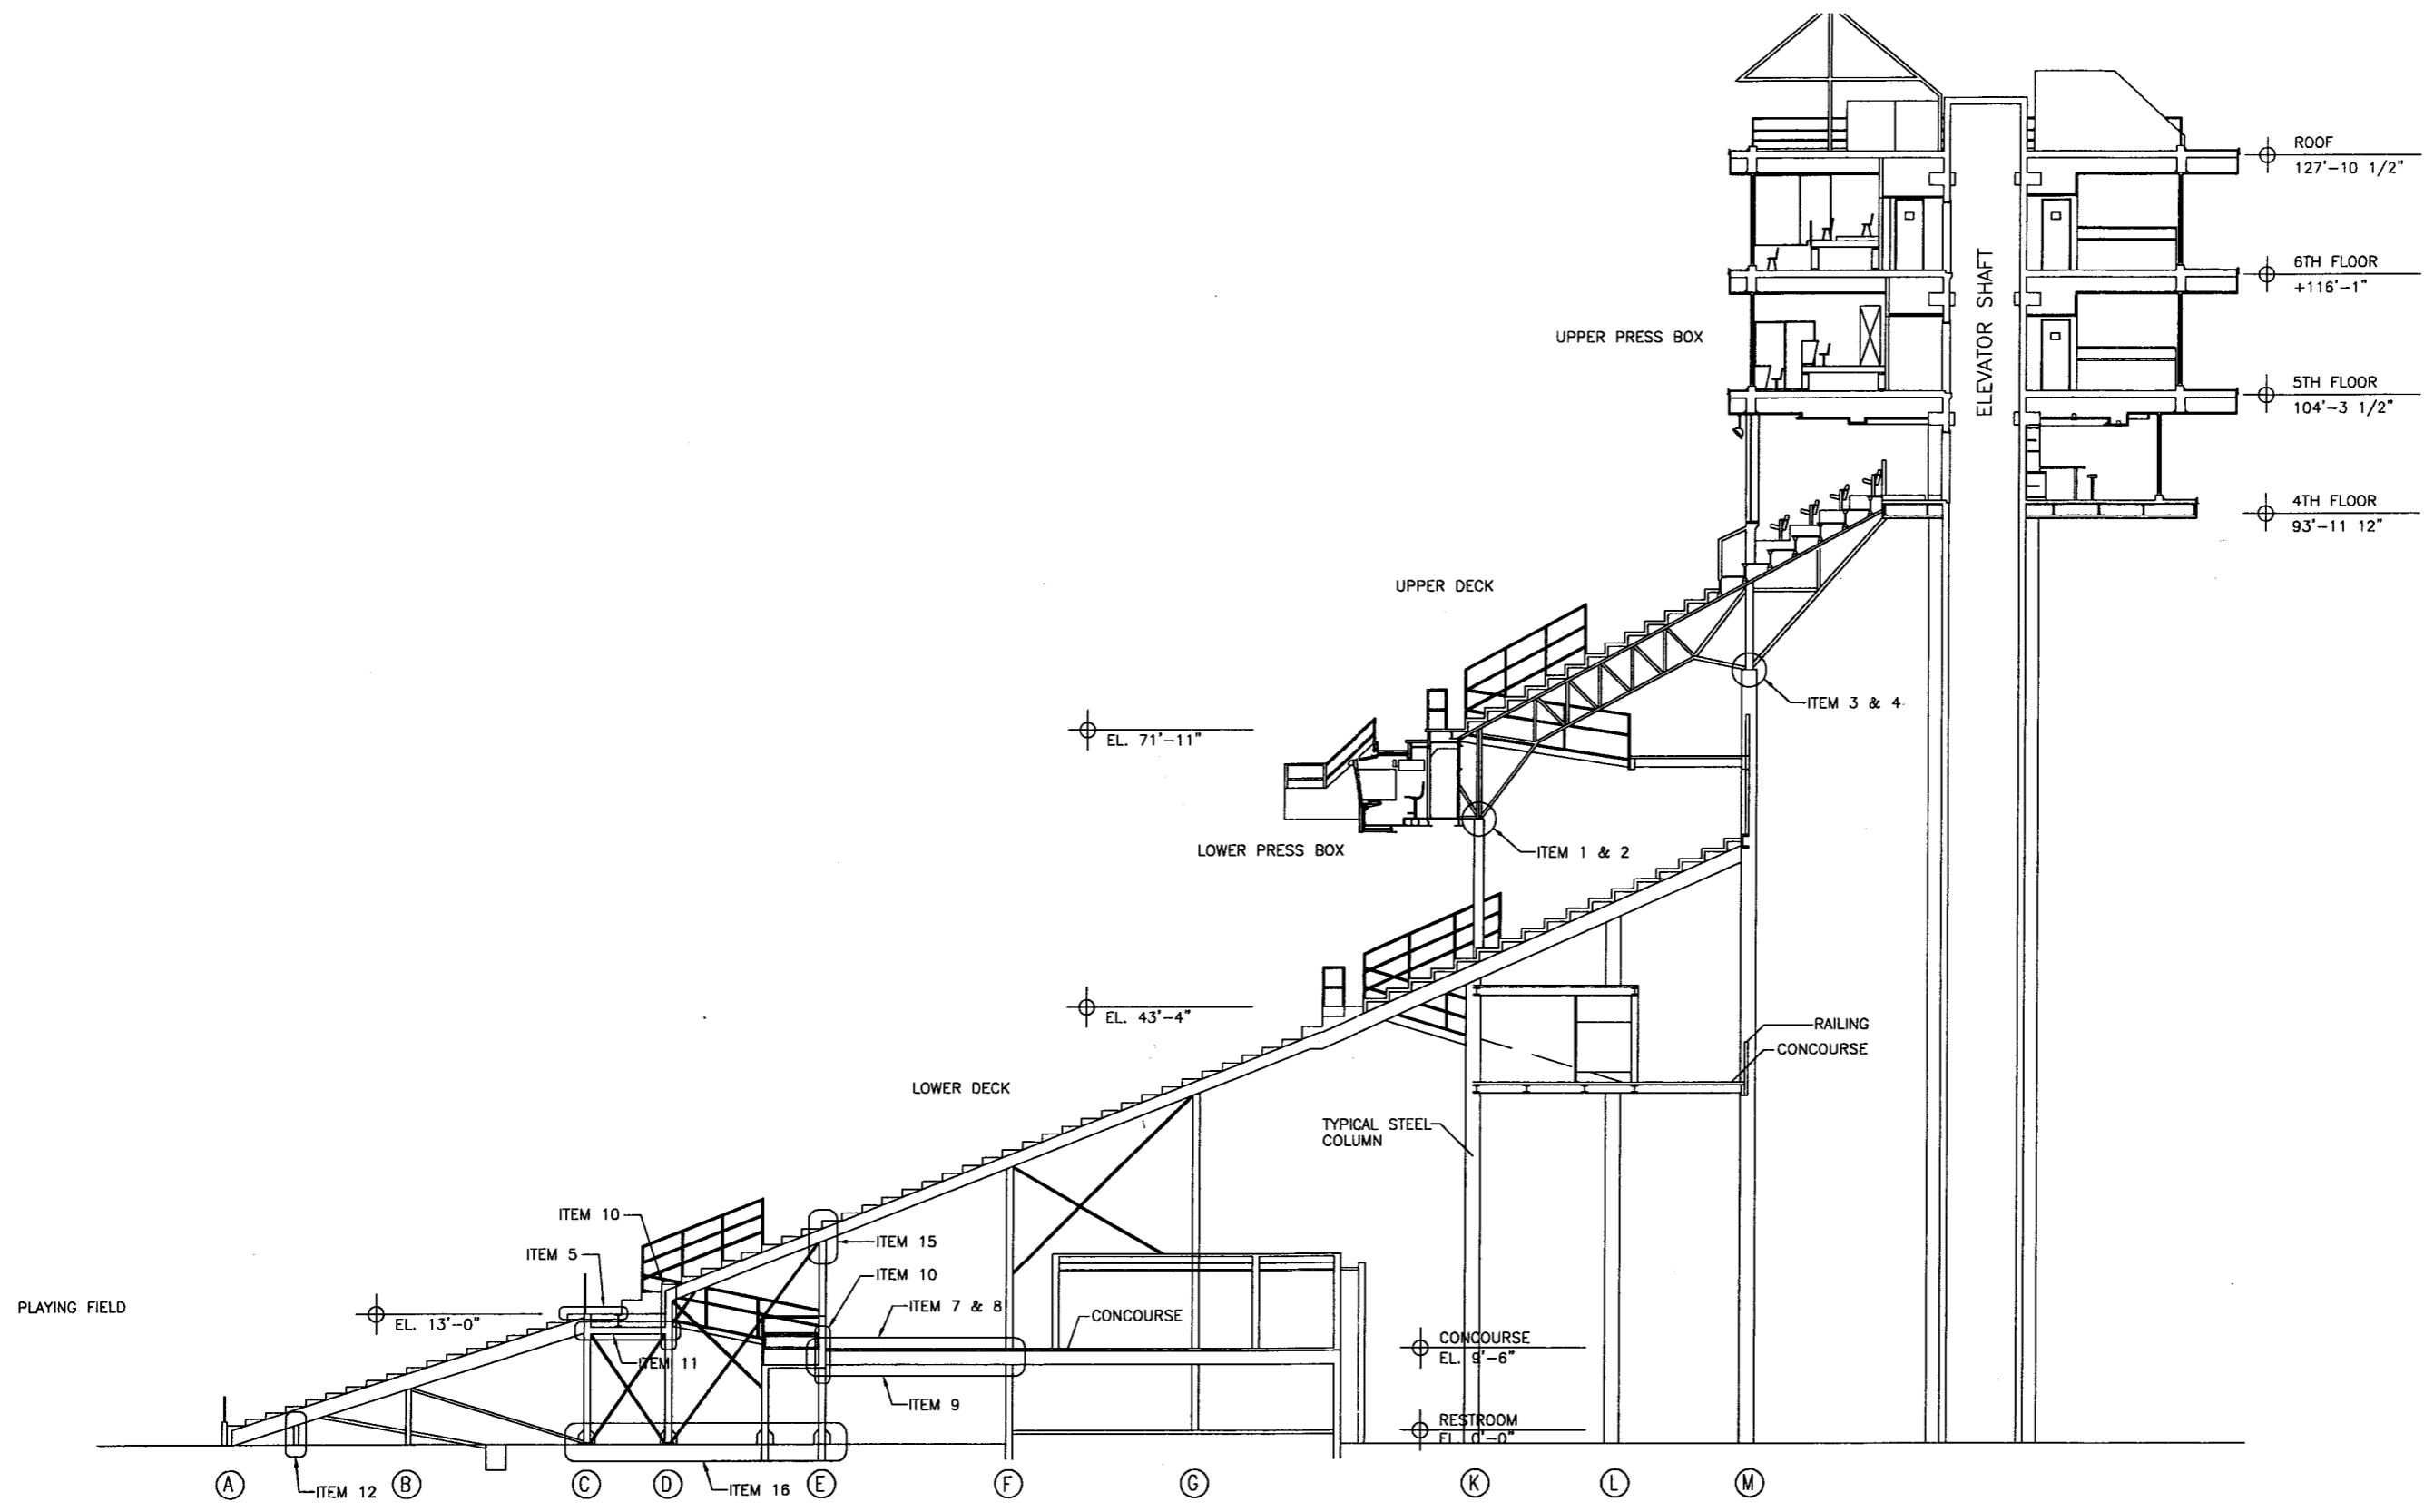 ROOF
127'-10 1/2"
6TH FLOOR
+116'-1"
ELEVATOR SHAFT
UPPER PRESS BOX
5TH FLOOR
104'-3 1/2"
4TH FLOOR
93'-11 12"
UPPER DECK
ITEM 3 & 4
EL. 71'-11"
LOWER PRESS BOX
ITEM 1 & 2
EL. 43'-4"
RAILING
CONCOURSE
LOWER DECK
TYPICAL STEEL
COLUMN
ITEM 10
ITEM 5
ITEM 15
ITEM 10
ITEM 7 & 8
PLAYING FIELD
EL. 13'-0"
CONCOURSE
CONCOURSE
EL. 9'-6"
ITEM 11
ITEM 9
RESTROOM
EL. 0'-0"
ITEM 12
ITEM 16
A
B
C
D
E
F
G
K
L
M